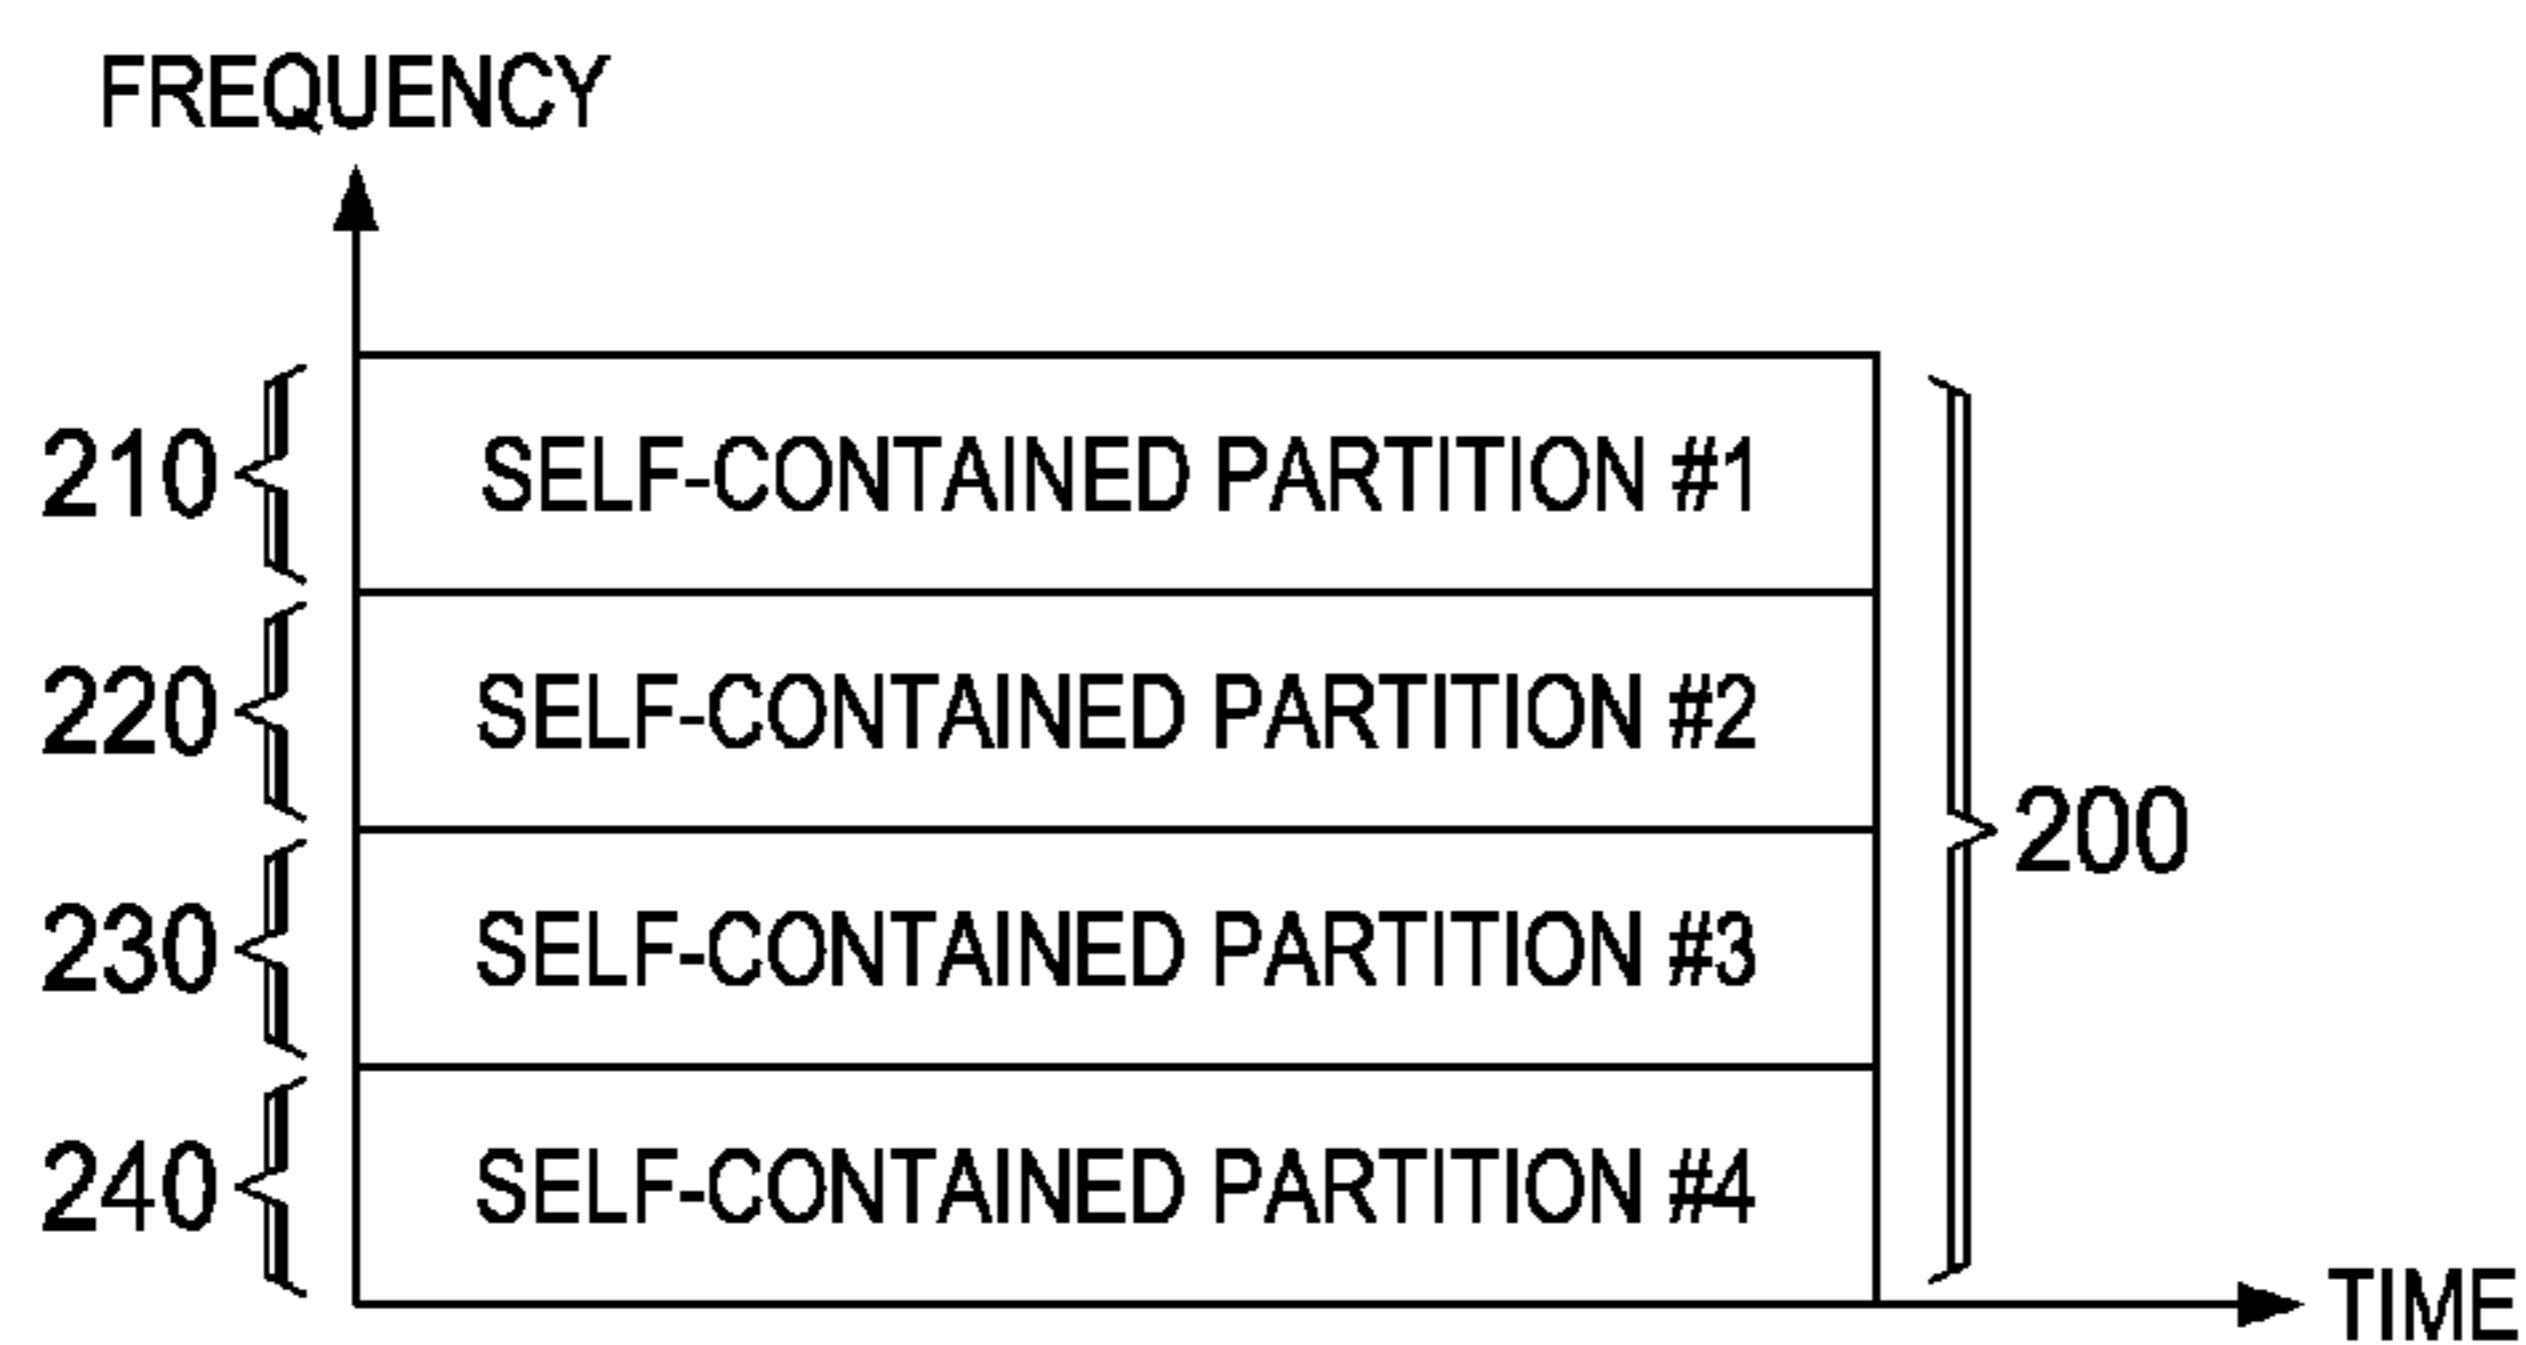 FREQUENCY
210
SELF-CONTAINED PARTITION #1
220
SELF-CONTAINED PARTITION #2
200
230
SELF-CONTAINED PARTITION #3
240
SELF-CONTAINED PARTITION #4
TIME